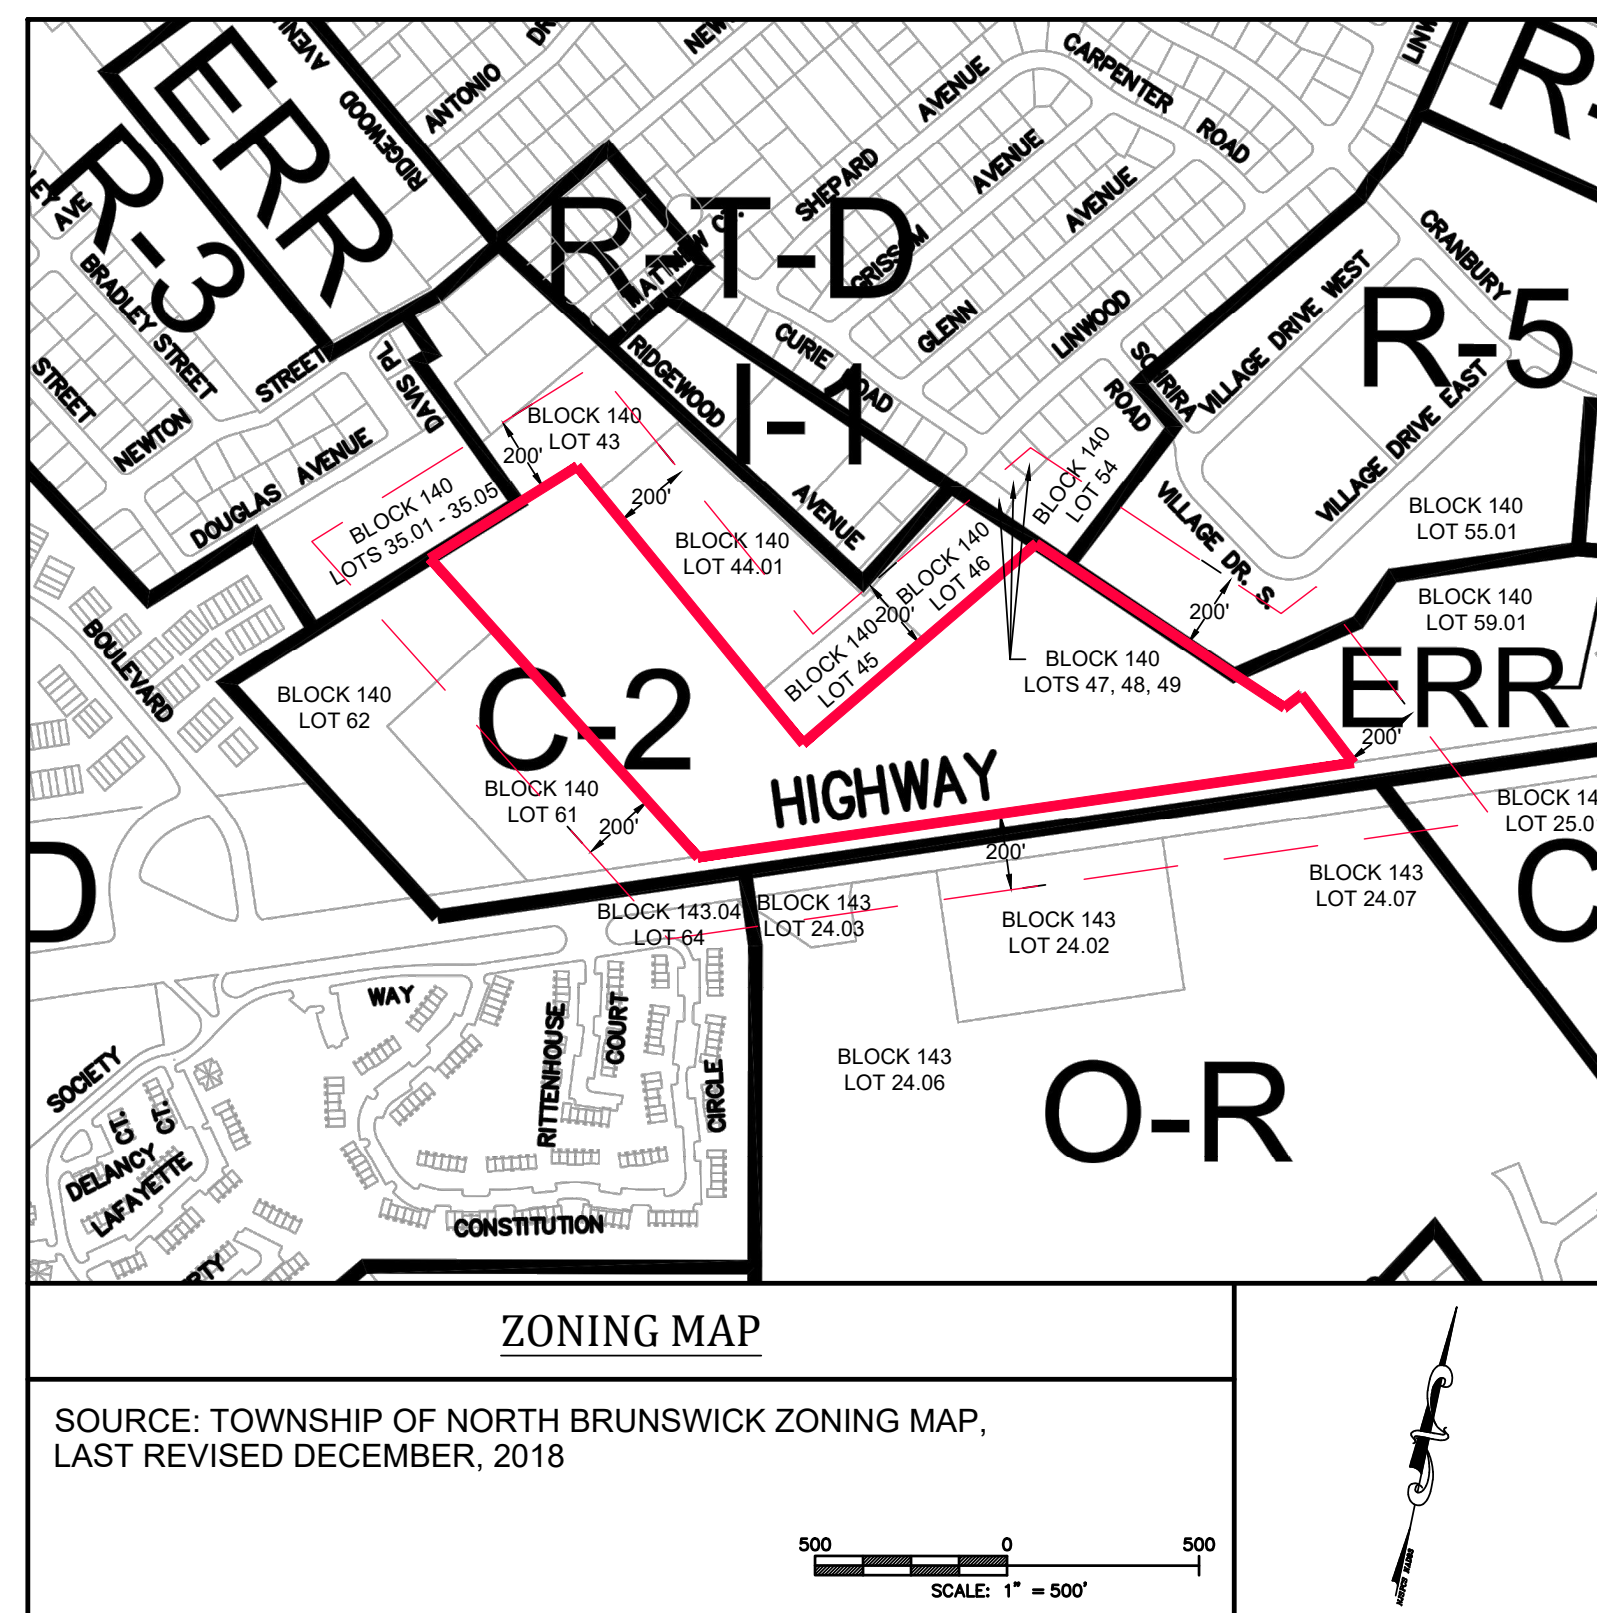 R-3
ERR
RIDGEWOOD
ANTONIO
SHEPARD
AVENUE
CARPENTER
ROAD
AVE
BRADLEY STREET
STREET
NEWTON
STREET
DAVIS PL
DOUGLAS AVENUE
BOULEVARD
R-T-D
MATTHEW CT.
GRISSOM
AVENUE
GLENN
AVENUE
LINWOOD
CURIE
ROAD
I-1
RIDGEWOOD
AVENUE
SCHIRRA
ROAD
CRANBURY
VILLAGE DRIVE WEST
R-5
VILLAGE DRIVE EAST
VILLAGE DR. S.
BLOCK 140
LOT 43
200'
BLOCK 140
LOTS 35.01 - 35.05
200'
BLOCK 140
LOT 44.01
BLOCK 140
LOT 54
BLOCK 140
LOT 46
200'
BLOCK 140
LOT 45
BLOCK 140
LOTS 47, 48, 49
200'
BLOCK 140
LOT 55.01
BLOCK 140
LOT 59.01
ERR
200'
BLOCK 140
LOT 62
C-2
BLOCK 140
LOT 61
200'
HIGHWAY
200'
BLOCK 14
LOT 25.0
C
D
BLOCK 143.04
LOT 64
BLOCK 143
LOT 24.03
BLOCK 143
LOT 24.02
BLOCK 143
LOT 24.07
BLOCK 143
LOT 24.06
O-R
WAY
SOCIETY
RITTENHOUSE
COURT
CIRCLE
CT.
CT.
DELANCY
LAFAYETTE
CONSTITUTION
ZONING MAP
SOURCE: TOWNSHIP OF NORTH BRUNSWICK ZONING MAP,
LAST REVISED DECEMBER, 2018
500 0 500
SCALE: 1" = 500'